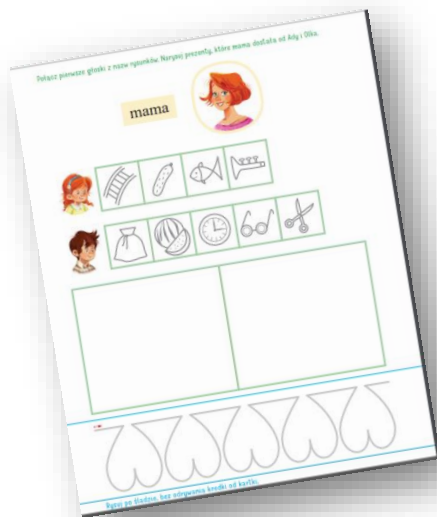 Połącz pierwsze głoski z nazw rysunków. Narysuj prezenty, które mama dostała od Ady i Olka.
mama
Rysuj po śladzie, bez odrywania kredki od kartki.